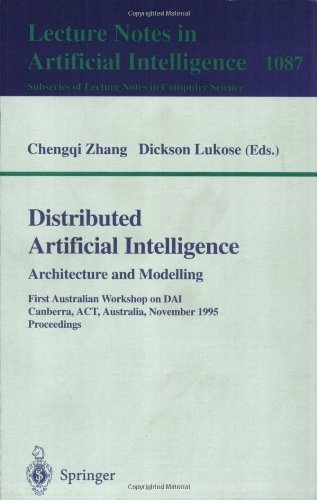 Lecture Notes in
Artificial Intelligence 1087
Subseries of Lecture Notes in Computer Science
Chengqi Zhang Dickson Lukose (Eds.)
Distributed
Artificial Intelligence
Architecture and Modelling
First Australian Workshop on DAI
Canberra, ACT, Australia, November 1995
Proceedings
Springer